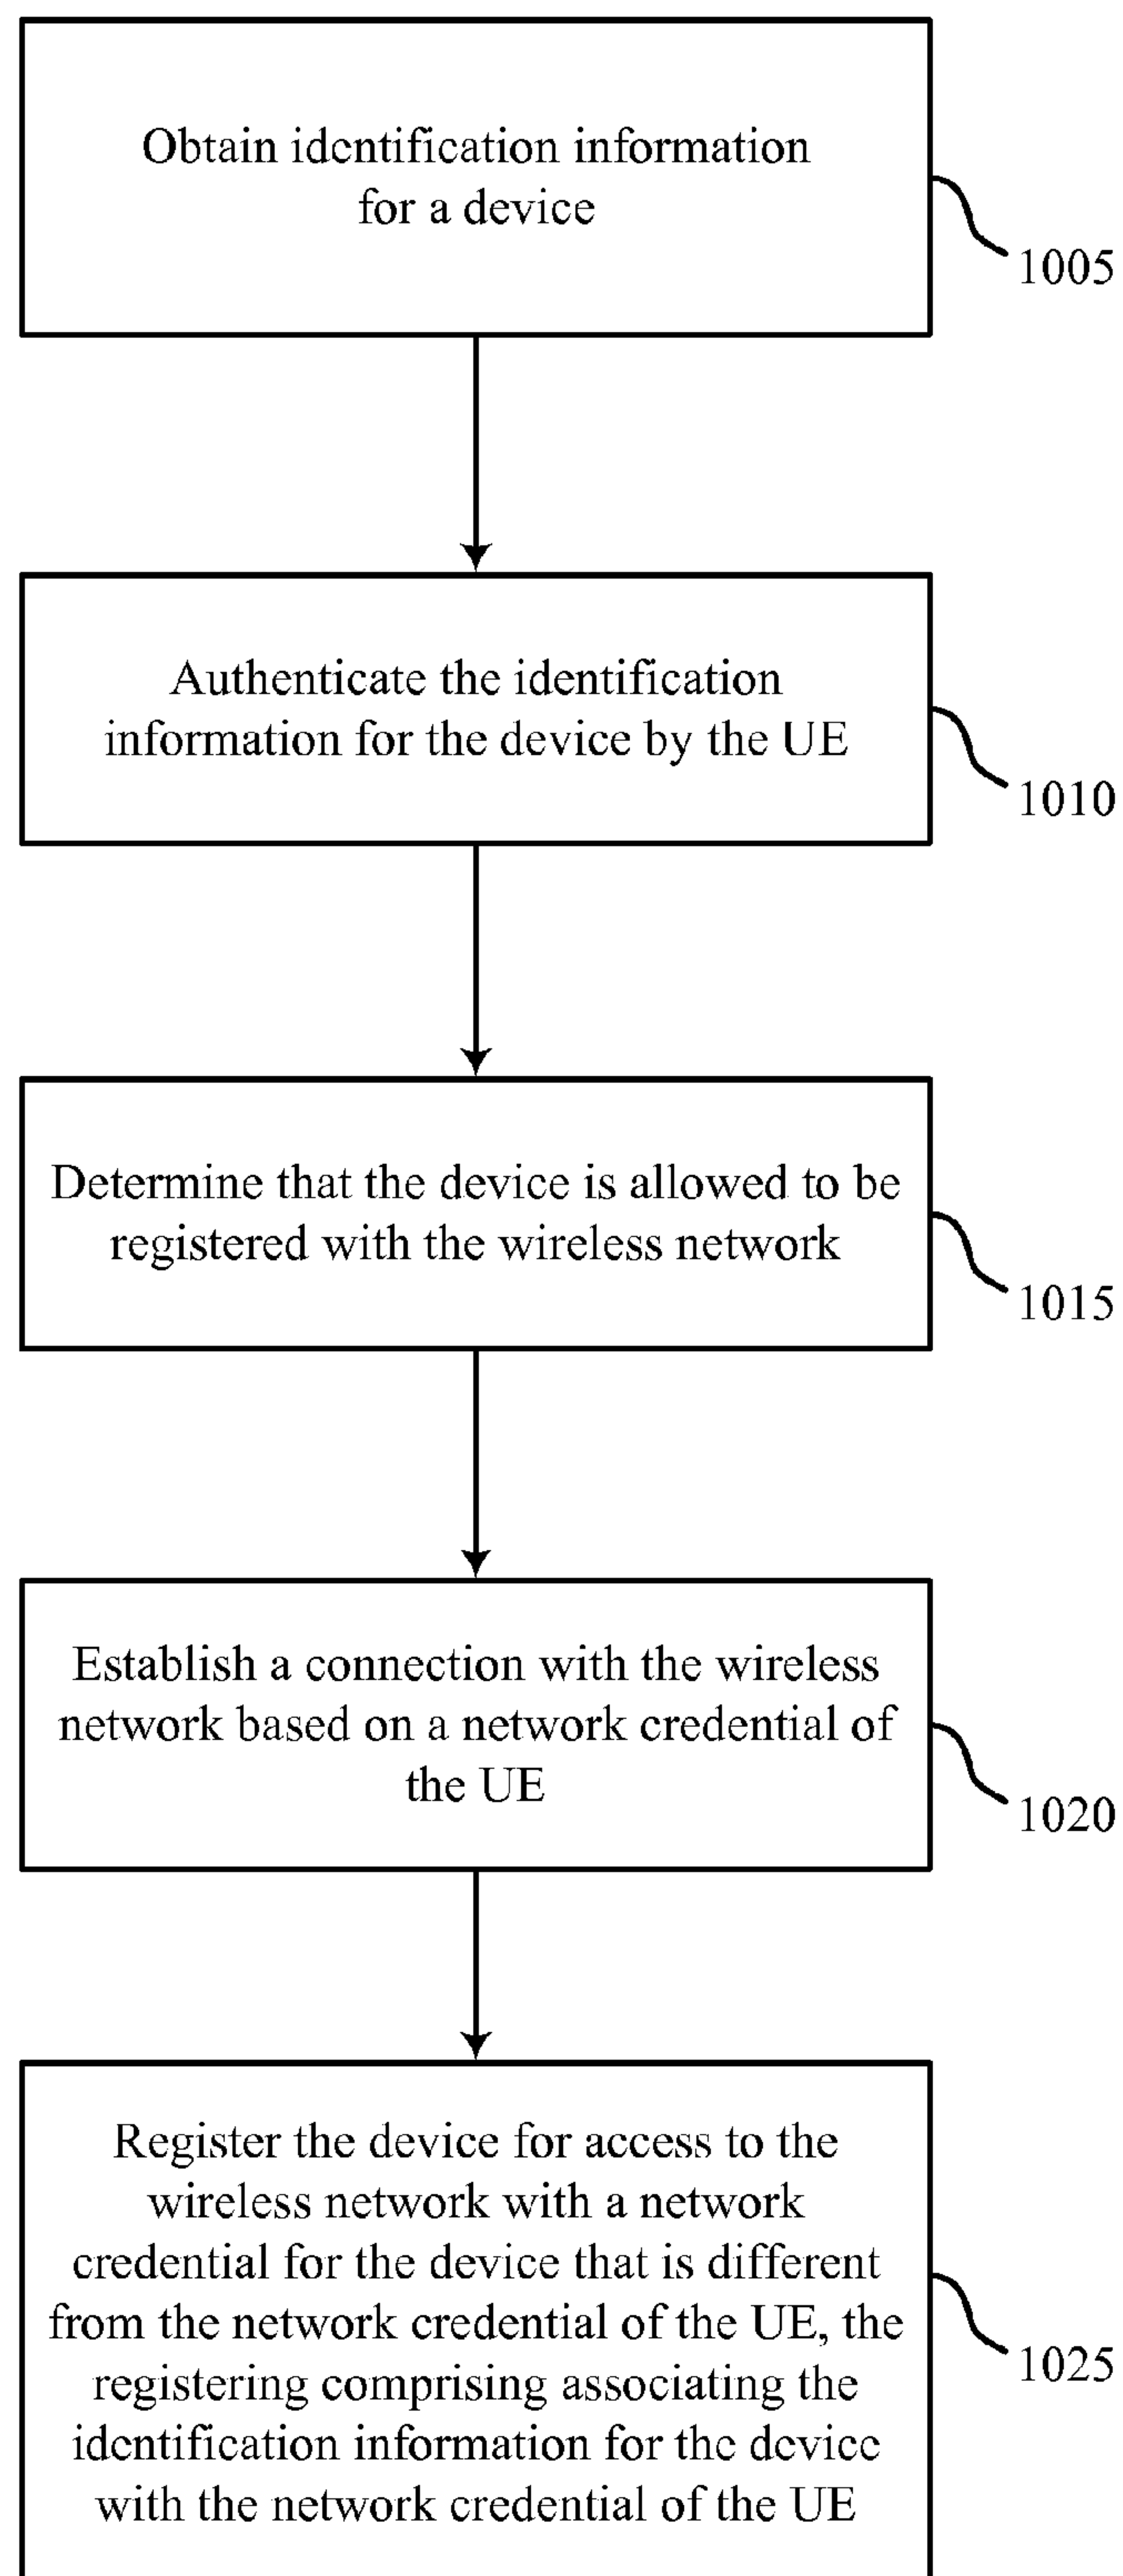 Obtain identification information
for a device
1005
Authenticate the identification
information for the device by the UE
1010
Determine that the device is allowed to be
registered with the wireless network
1015
Establish a connection with the wireless
network based on a network credential of
the UE
1020
Register the device for access to the
wireless network with a network
credential for the device that is different
from the network credential of the UE, the
registering comprising associating the
identification information for the device
with the network credential of the UE
1025